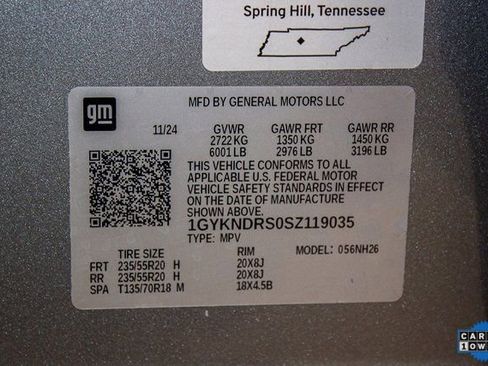 Spring Hill, Tennessee
gm
MFD BY GENERAL MOTORS LLC
11/24 GVWR GAWR FRT GAWR RR
2722 KG 1350 KG 1450 KG
6001 LB 2976 LB 3196 LB
THIS VEHICLE CONFORMS TO ALL
APPLICABLE U.S. FEDERAL MOTOR
VEHICLE SAFETY STANDARDS IN EFFECT
ON THE DATE OF MANUFACTURE
SHOWN ABOVE.
1GYKNDRS0SZ119035
TYPE: MPV
TIRE SIZE RIM MODEL: 056NH26
FRT 235/55R20 H 20X8J
RR 235/55R20 H 20X8J
SPA T135/70R18 M 18X4.5B
CAR
1 OW